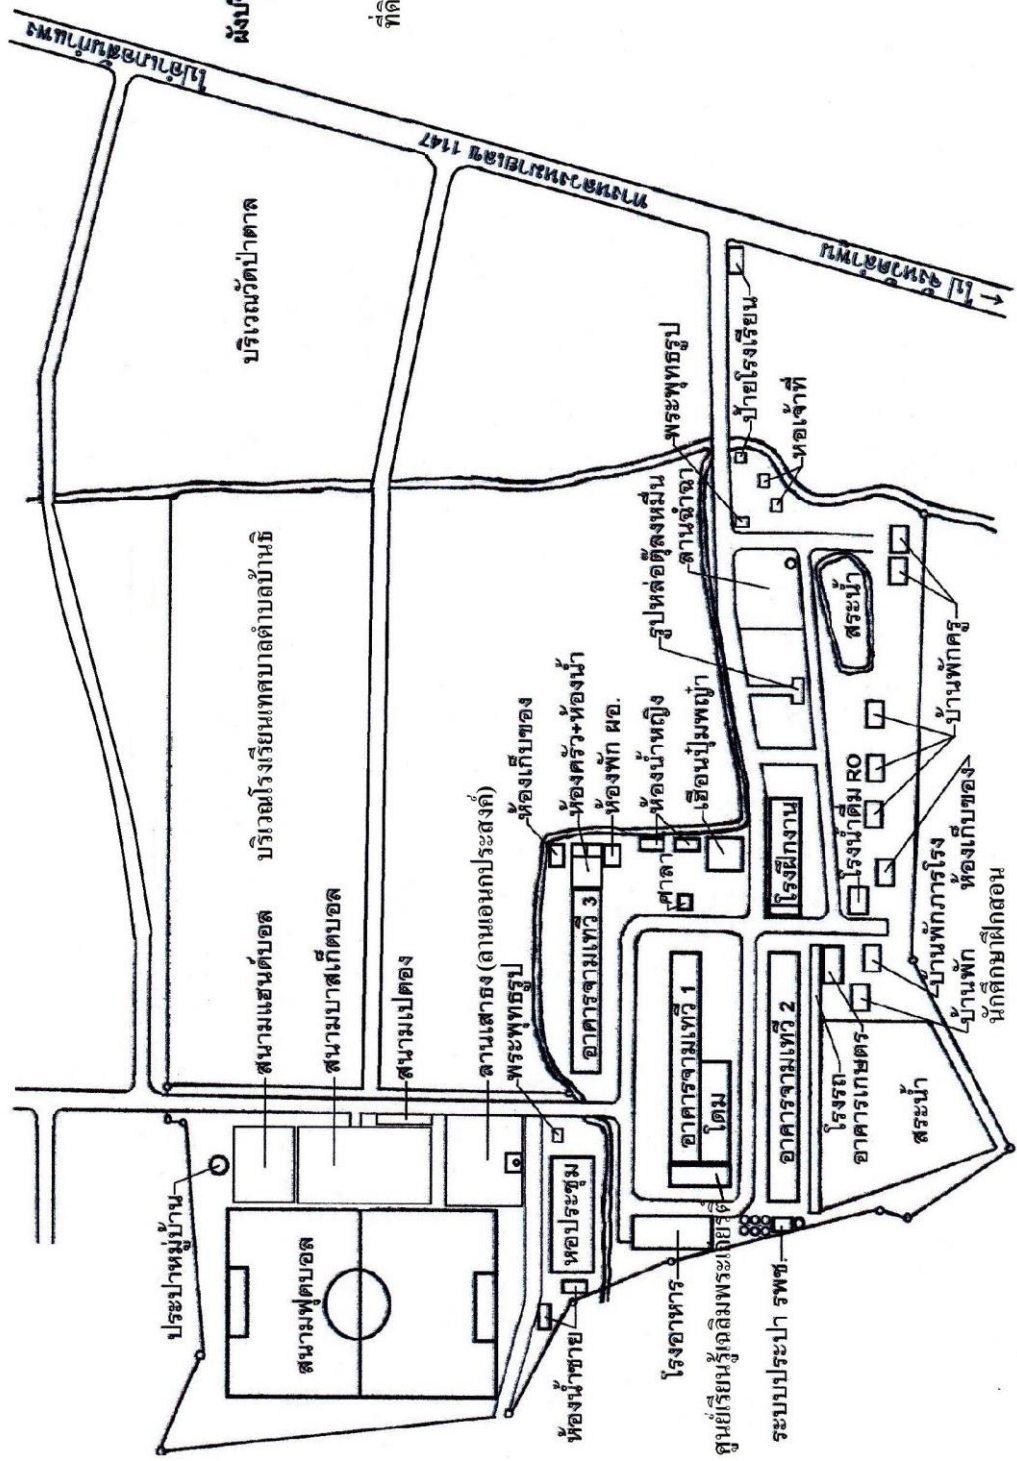 ผังบริ
ที่ดิ
ไปอำเภอสันกำแพง
ทางหลวงหมายเลข 1147
ไปจังหวัดลำพูน
บริเวณวัดป่าตาล
บริเวณโรงเรียนเทศบาลตำบลบ้านธิ
ป้ายโรงเรียน
หอเจ้าที่
พระพุทธรูป
ลานฉำฉา
รูปหล่อตุ๊ลุงหมื่น
สระน้ำ
บ้านพักครู
ห้องเก็บของ
ห้องครัว+ห้องน้ำ
ห้องพัก ผอ.
ห้องน้ำหญิง
เฮือนปุ๋มพญ๋า
ศาลา
โรงฝึกงาน
โรงน้ำดื่ม RO
ห้องเก็บของ
บ้านพักภารโรง
บ้านพัก
นักศึกษาฝึกสอน
สนามแฮนด์บอล
สนามบาสเก็ตบอล
สนามเปตอง
ลานเสาธง (ลานเอนกประสงค์)
พระพุทธรูป
อาคารจามเทวี 3
อาคารจามเทวี 1
โดม
อาคารจามเทวี 2
โรงรถ
อาคารเกษตร
สระน้ำ
ประปาหมู่บ้าน
สนามฟุตบอล
หอประชุม
ห้องน้ำชาย
โรงอาหาร
ศูนย์เรียนรู้เฉลิมพระเกียรติ
ระบบประปา รพช.